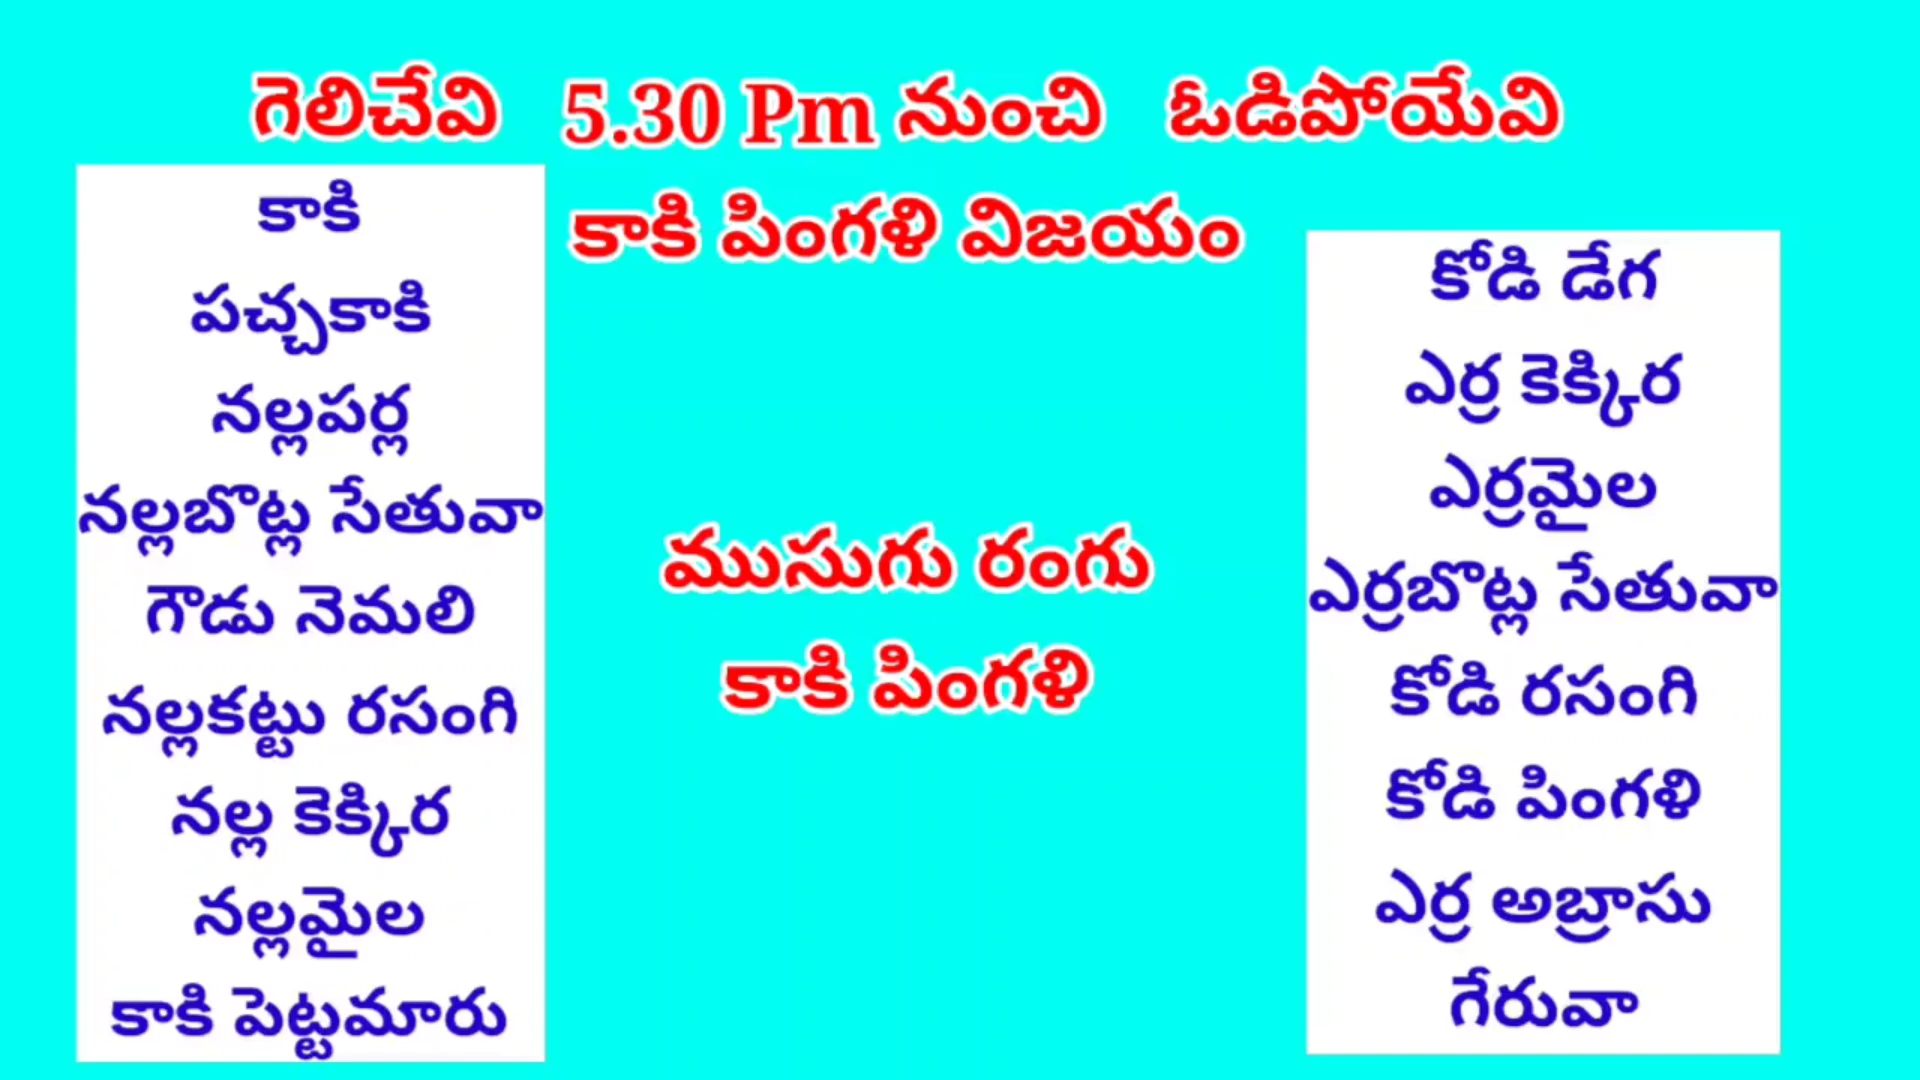 గెలిచేవి 5.30 Pm నుంచి ఓడిపోయేవి
కాకి పింగళి విజయం
కాకి
పచ్చకాకి
నల్లపర్ల
నల్లబొట్ల సేతువా
గౌడు నెమలి
నల్లకట్టు రసంగి
నల్ల కెక్కిర
నల్లమైల
కాకి పెట్టమారు
ముసుగు రంగు
కాకి పింగళి
కోడి డేగ
ఎర్ర కెక్కిర
ఎర్రమైల
ఎర్రబొట్ల సేతువా
కోడి రసంగి
కోడి పింగళి
ఎర్ర అబ్రాసు
గేరువా